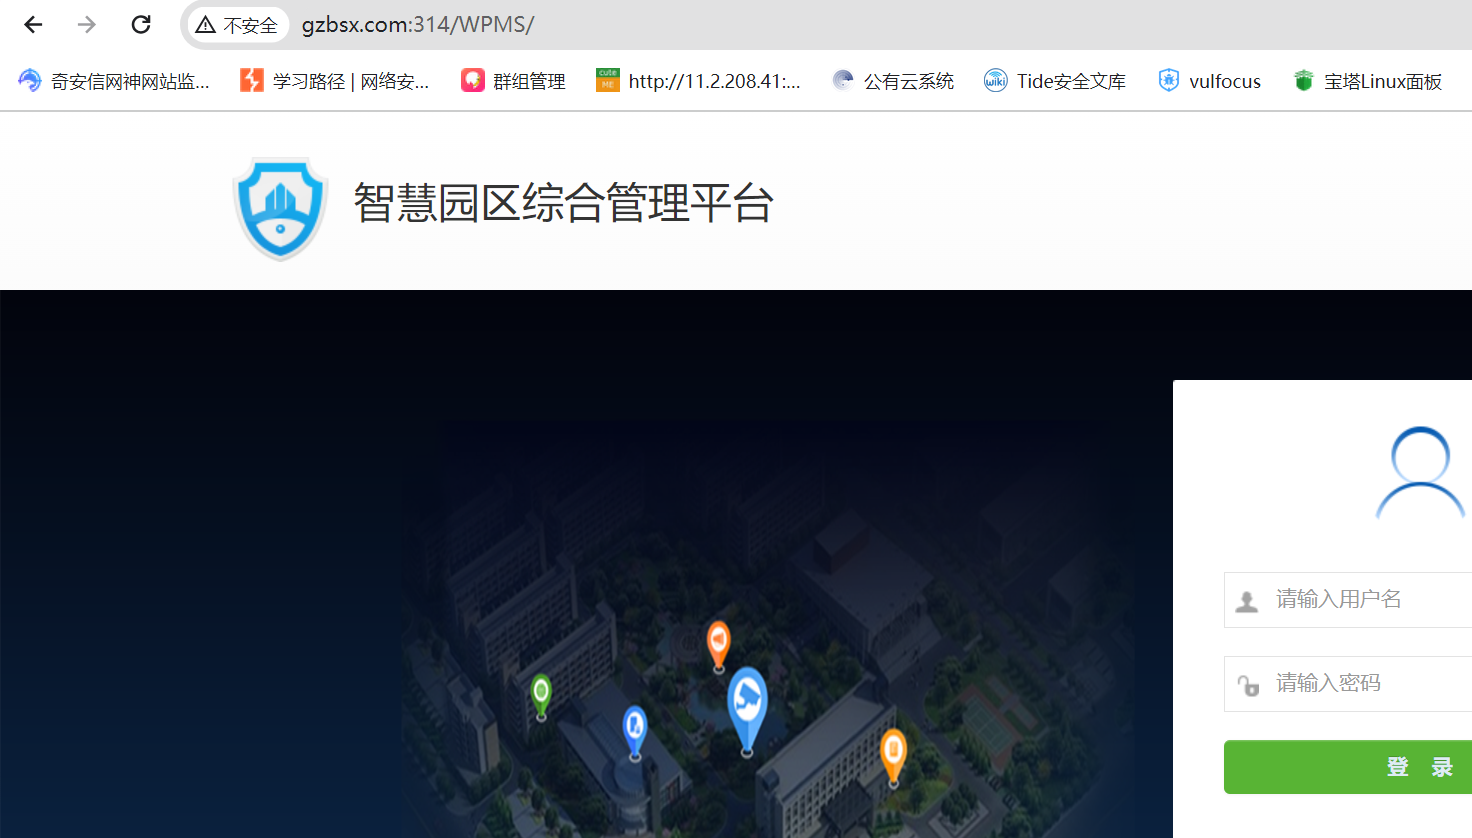 不安全 gzbsx.com:314/WPMS/
奇安信网神网站监... 学习路径 | 网络安... 群组管理 cute ME http://11.2.208.41:... 公有云系统 wiki Tide安全文库 vulfocus 宝塔Linux面板
智慧园区综合管理平台
请输入用户名
请输入密码
登 录